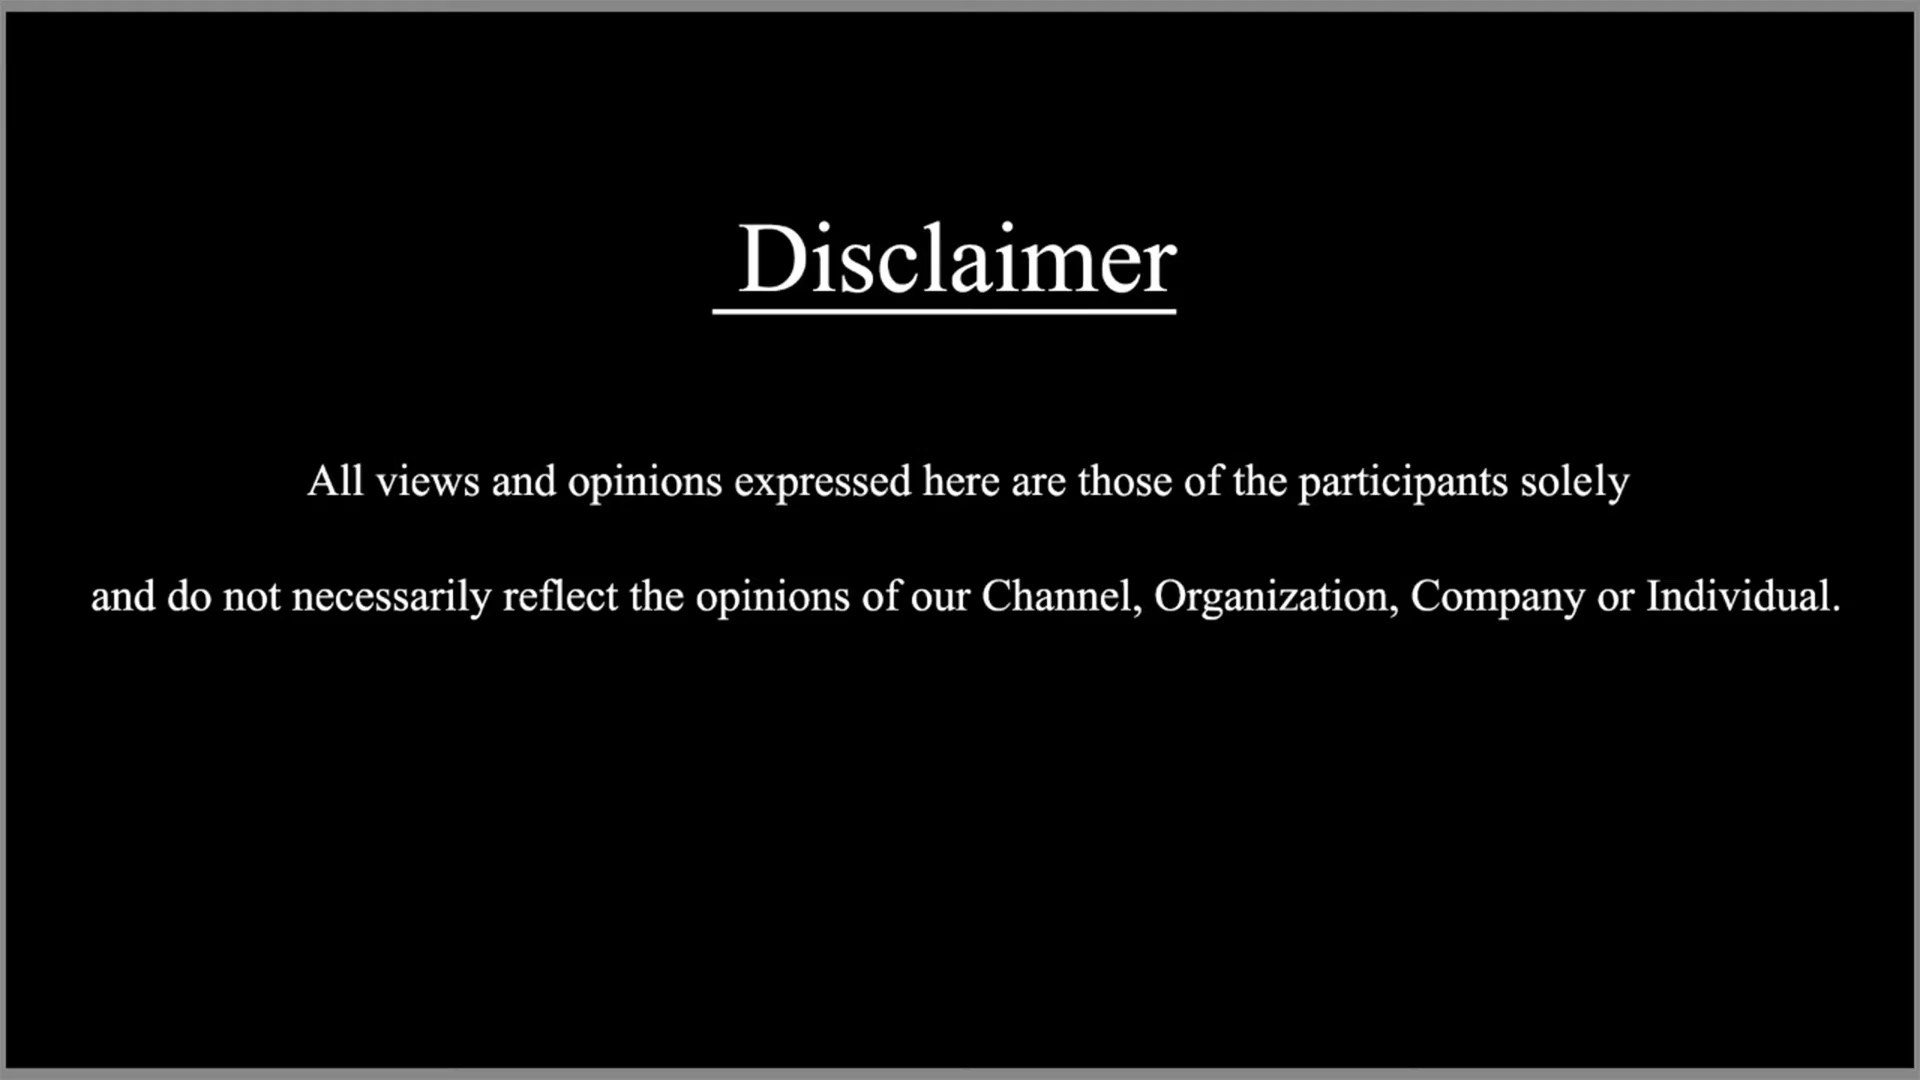 Disclaimer
All views and opinions expressed here are those of the participants solely
and do not necessarily reflect the opinions of our Channel, Organization, Company or Individual.